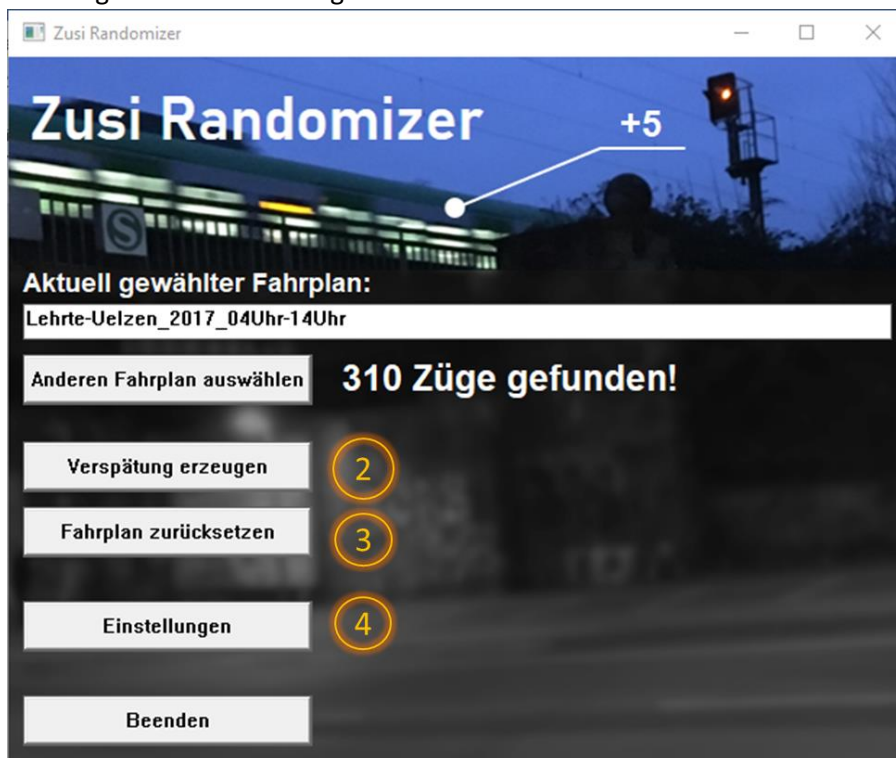 Zusi Randomizer
Zusi Randomizer
+5
S
Aktuell gewählter Fahrplan:
Lehrte-Uelzen_2017_04Uhr-14Uhr
Anderen Fahrplan auswählen
310 Züge gefunden!
Verspätung erzeugen
2
Fahrplan zurücksetzen
3
Einstellungen
4
Beenden